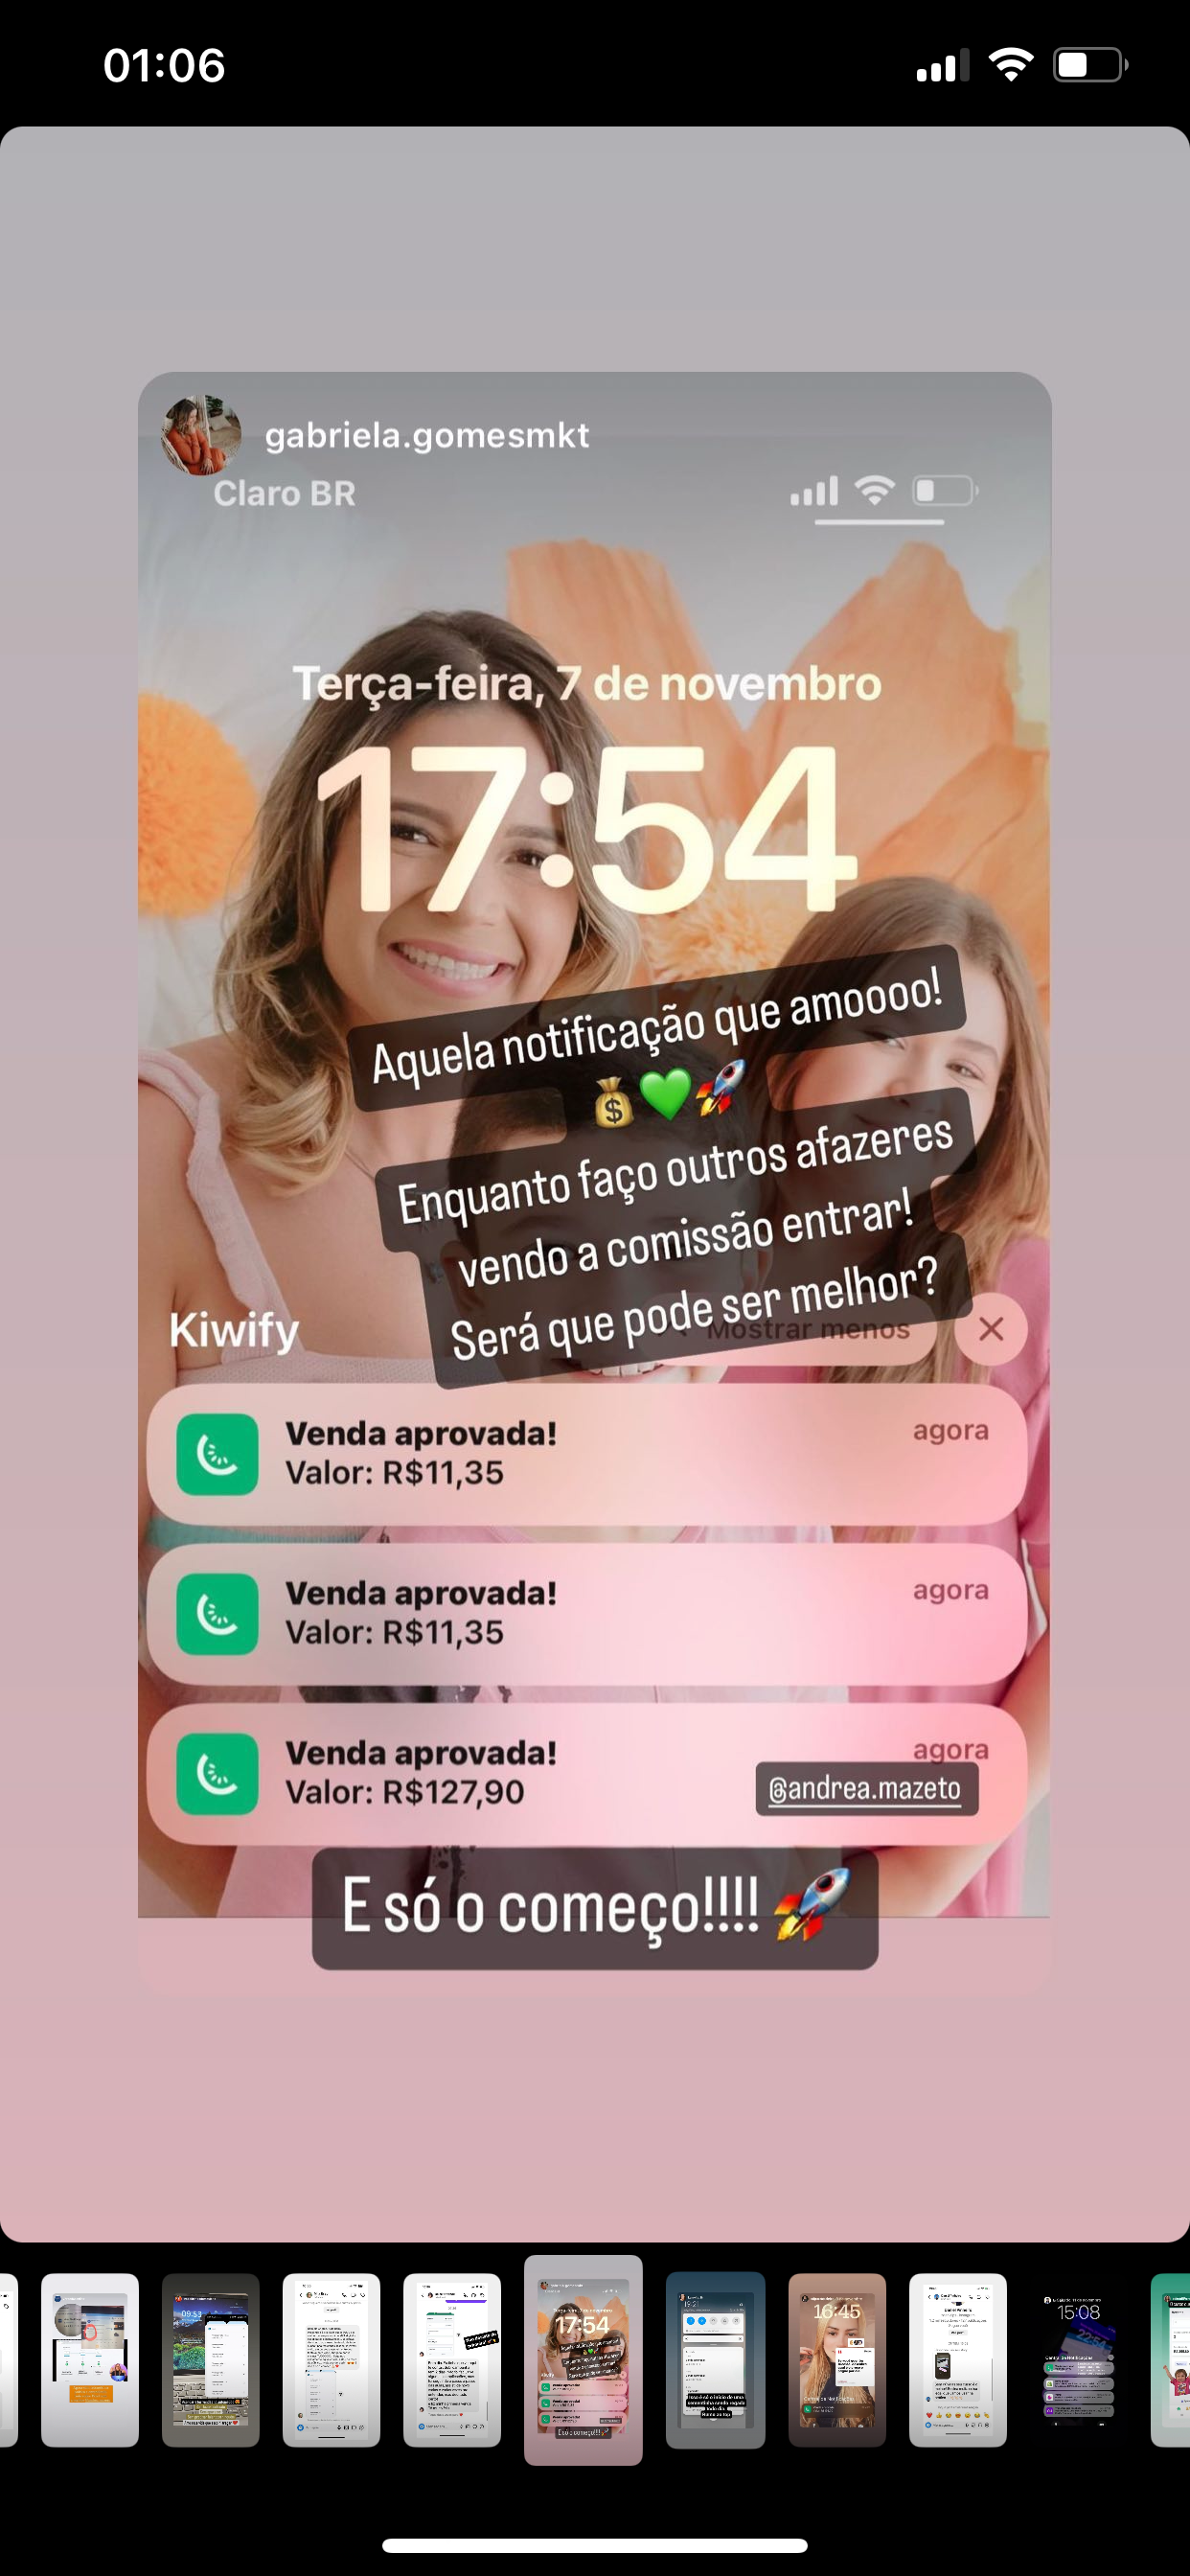 01:06
gabriela.gomesmkt
Claro BR
Terça-feira, 7 de novembro
17:54
Aquela notificação que amoooo!
💰💚🚀
Enquanto faço outros afazeres
vendo a comissão entrar!
Será que pode ser melhor?
Kiwify
Mostrar menos
Venda aprovada!
agora
Valor: R$11,35
Venda aprovada!
agora
Valor: R$11,35
Venda aprovada!
agora
Valor: R$127,90
@andrea.mazeto
E só o começo!!!! 🚀
09:53
17:54
16:45
15:08